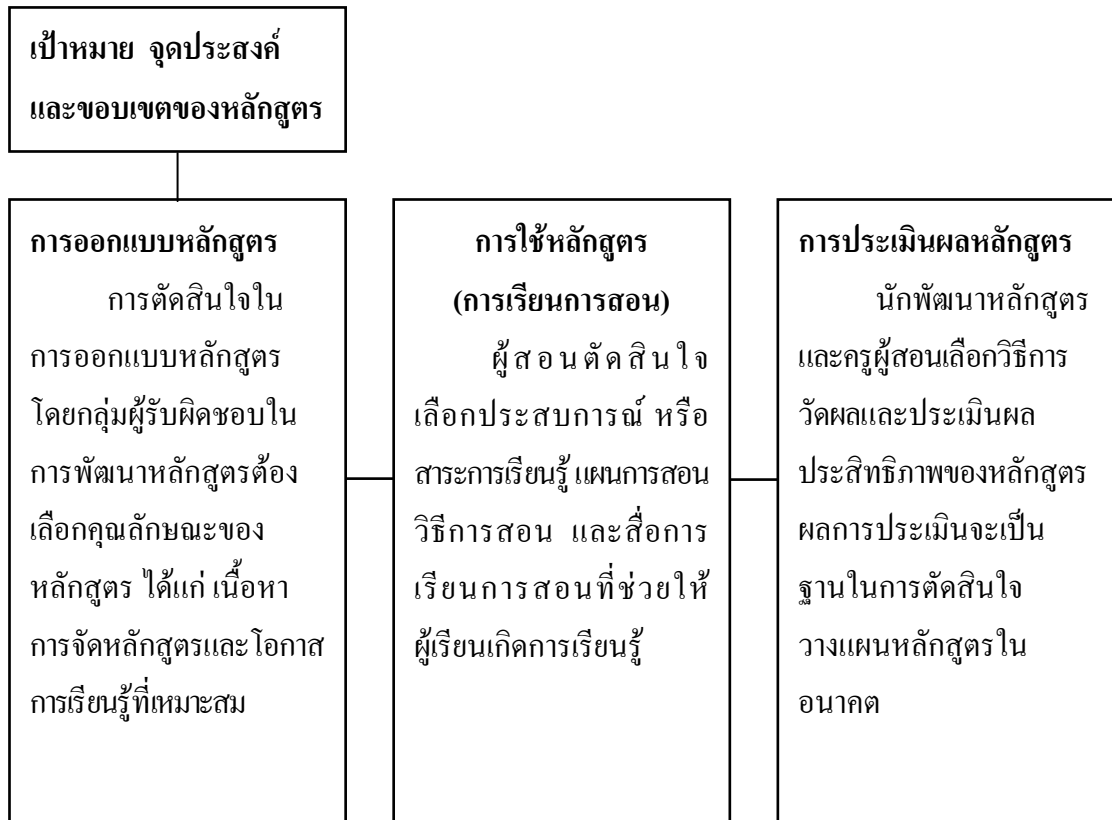 เป้าหมาย จุดประสงค์
และขอบเขตของหลักสูตร
การออกแบบหลักสูตร
การตัดสินใจใน
การออกแบบหลักสูตร
โดยกลุ่มผู้รับผิดชอบใน
การพัฒนาหลักสูตรต้อง
เลือกคุณลักษณะของ
หลักสูตร ได้แก่ เนื้อหา
การจัดหลักสูตรและโอกาส
การเรียนรู้ที่เหมาะสม
การใช้หลักสูตร
(การเรียนการสอน)
ผู้สอนตัดสินใจ
เลือกประสบการณ์ หรือ
สาระการเรียนรู้ แผนการสอน
วิธีการสอน และสื่อการ
เรียนการสอนที่ช่วยให้
ผู้เรียนเกิดการเรียนรู้
การประเมินผลหลักสูตร
นักพัฒนาหลักสูตร
และครูผู้สอนเลือกวิธีการ
วัดผลและประเมินผล
ประสิทธิภาพของหลักสูตร
ผลการประเมินจะเป็น
ฐานในการตัดสินใจ
วางแผนหลักสูตรใน
อนาคต